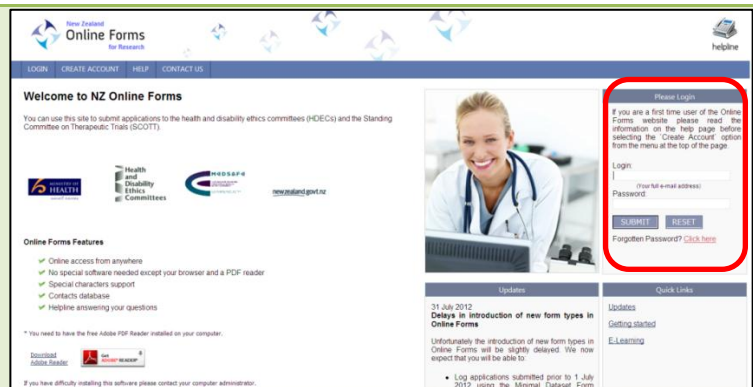 New Zealand
Online Forms
for Research
helpline
LOGIN CREATE ACCOUNT HELP CONTACT US
Welcome to NZ Online Forms
You can use this site to submit applications to the health and disability ethics committees (HDECs) and the Standing
Committee on Therapeutic Trials (SCOTT).
MINISTRY OF
HEALTH
Health
and
Disability
Ethics
Committees
MEDSAFE
newzealand.govt.nz
Online Forms Features
Online access from anywhere
No special software needed except your browser and a PDF reader
Special characters support
Contacts database
Helpline answering your questions
* You need to have the free Adobe PDF Reader installed on your computer.
Download
Adobe Reader
Get
ADOBE® READER®
If you have difficulty installing this software please contact your computer administrator.
Please Login
If you are a first time user of the Online
Forms website please read the
information on the help page before
selecting the 'Create Account' option
from the menu at the top of the page.
Login:
(Your full e-mail address)
Password:
SUBMIT RESET
Forgotten Password? Click here
Updates
31 July 2012
Delays in introduction of new form types in
Online Forms
Unfortunately the introduction of new form types in
Online Forms will be slightly delayed. We now
expect that you will be able to:
Log applications submitted prior to 1 July
2012 using the Minimal Dataset Form
Quick Links
Updates
Getting started
E-Learning